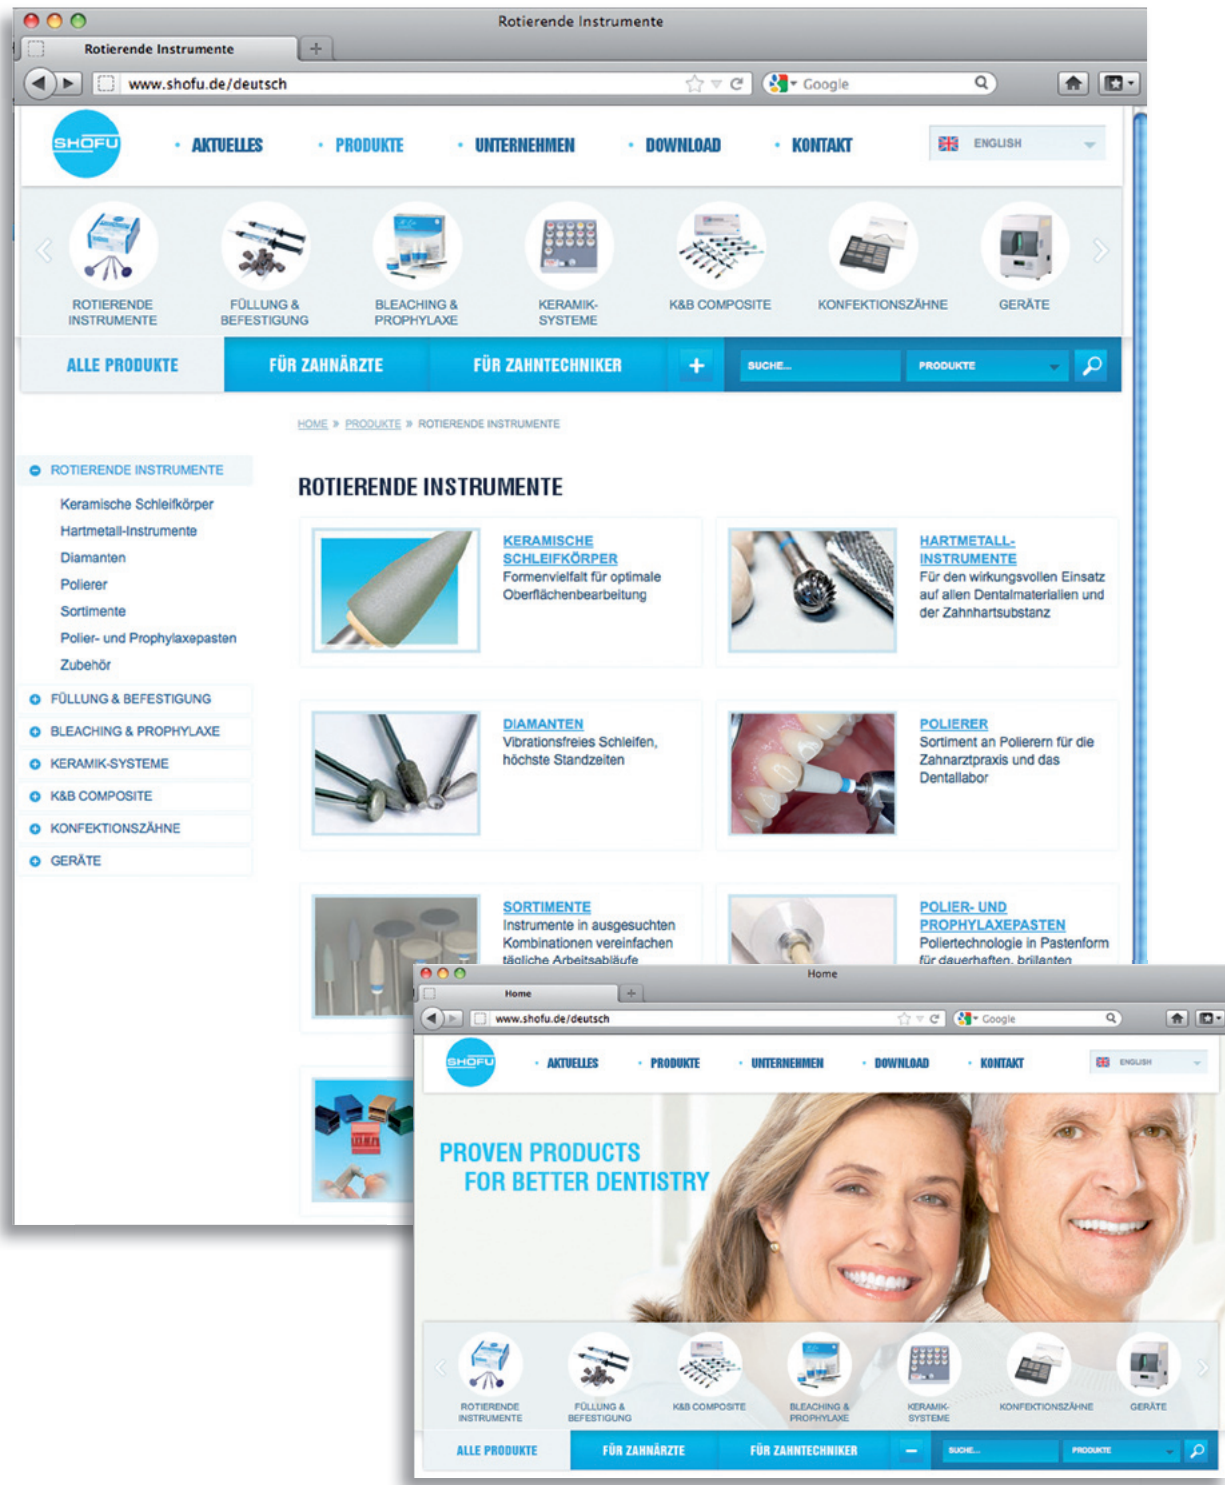 Rotierende Instrumente
Rotierende Instrumente
www.shofu.de/deutsch
Google
SHOFU
AKTUELLES
PRODUKTE
UNTERNEHMEN
DOWNLOAD
KONTAKT
ENGLISH
ROTIERENDE
INSTRUMENTE
FÜLLUNG &
BEFESTIGUNG
BLEACHING &
PROPHYLAXE
KERAMIK-
SYSTEME
K&B COMPOSITE
KONFEKTIONSZÄHNE
GERÄTE
ALLE PRODUKTE
FÜR ZAHNÄRZTE
FÜR ZAHNTECHNIKER
+
SUCHE...
PRODUKTE
HOME » PRODUKTE » ROTIERENDE INSTRUMENTE
ROTIERENDE INSTRUMENTE
Keramische Schleifkörper
Hartmetall-Instrumente
Diamanten
Polierer
Sortimente
Polier- und Prophylaxepasten
Zubehör
FÜLLUNG & BEFESTIGUNG
BLEACHING & PROPHYLAXE
KERAMIK-SYSTEME
K&B COMPOSITE
KONFEKTIONSZÄHNE
GERÄTE
ROTIERENDE INSTRUMENTE
KERAMISCHE
SCHLEIFKÖRPER
Formenvielfalt für optimale
Oberflächenbearbeitung
HARTMETALL-
INSTRUMENTE
Für den wirkungsvollen Einsatz
auf allen Dentalmaterialien und
der Zahnhartsubstanz
DIAMANTEN
Vibrationsfreies Schleifen,
höchste Standzeiten
POLIERER
Sortiment an Polierern für die
Zahnarztpraxis und das
Dentallabor
SORTIMENTE
Instrumente in ausgesuchten
Kombinationen vereinfachen
tägliche Arbeitsabläufe
POLIER- UND
PROPHYLAXEPASTEN
Poliertechnologie in Pastenform
für dauerhaften, brillanten
Home
Home
www.shofu.de/deutsch
Google
SHOFU
AKTUELLES
PRODUKTE
UNTERNEHMEN
DOWNLOAD
KONTAKT
ENGLISH
PROVEN PRODUCTS
FOR BETTER DENTISTRY
ROTIERENDE
INSTRUMENTE
FÜLLUNG &
BEFESTIGUNG
K&B COMPOSITE
BLEACHING &
PROPHYLAXE
KERAMIK-
SYSTEME
KONFEKTIONSZÄHNE
GERÄTE
ALLE PRODUKTE
FÜR ZAHNÄRZTE
FÜR ZAHNTECHNIKER
–
SUCHE...
PRODUKTE